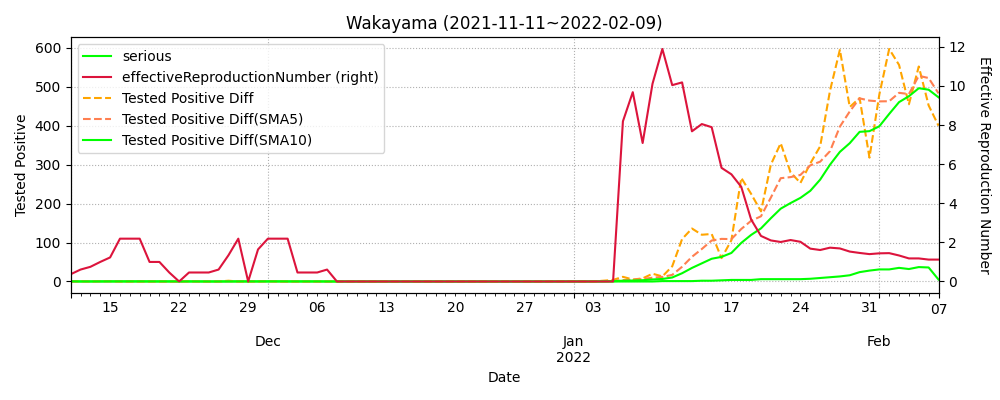 Wakayama (2021-11-11~2022-02-09)
serious
effectiveReproductionNumber (right)
Tested Positive Diff
Tested Positive Diff(SMA5)
Tested Positive Diff(SMA10)
600
500
400
300
200
100
0
Tested Positive
12
10
8
6
4
2
0
Effective Reproduction Number
15 22 29 06 13 20 27 03 10 17 24 31 07
Dec Jan Feb
2022
Date